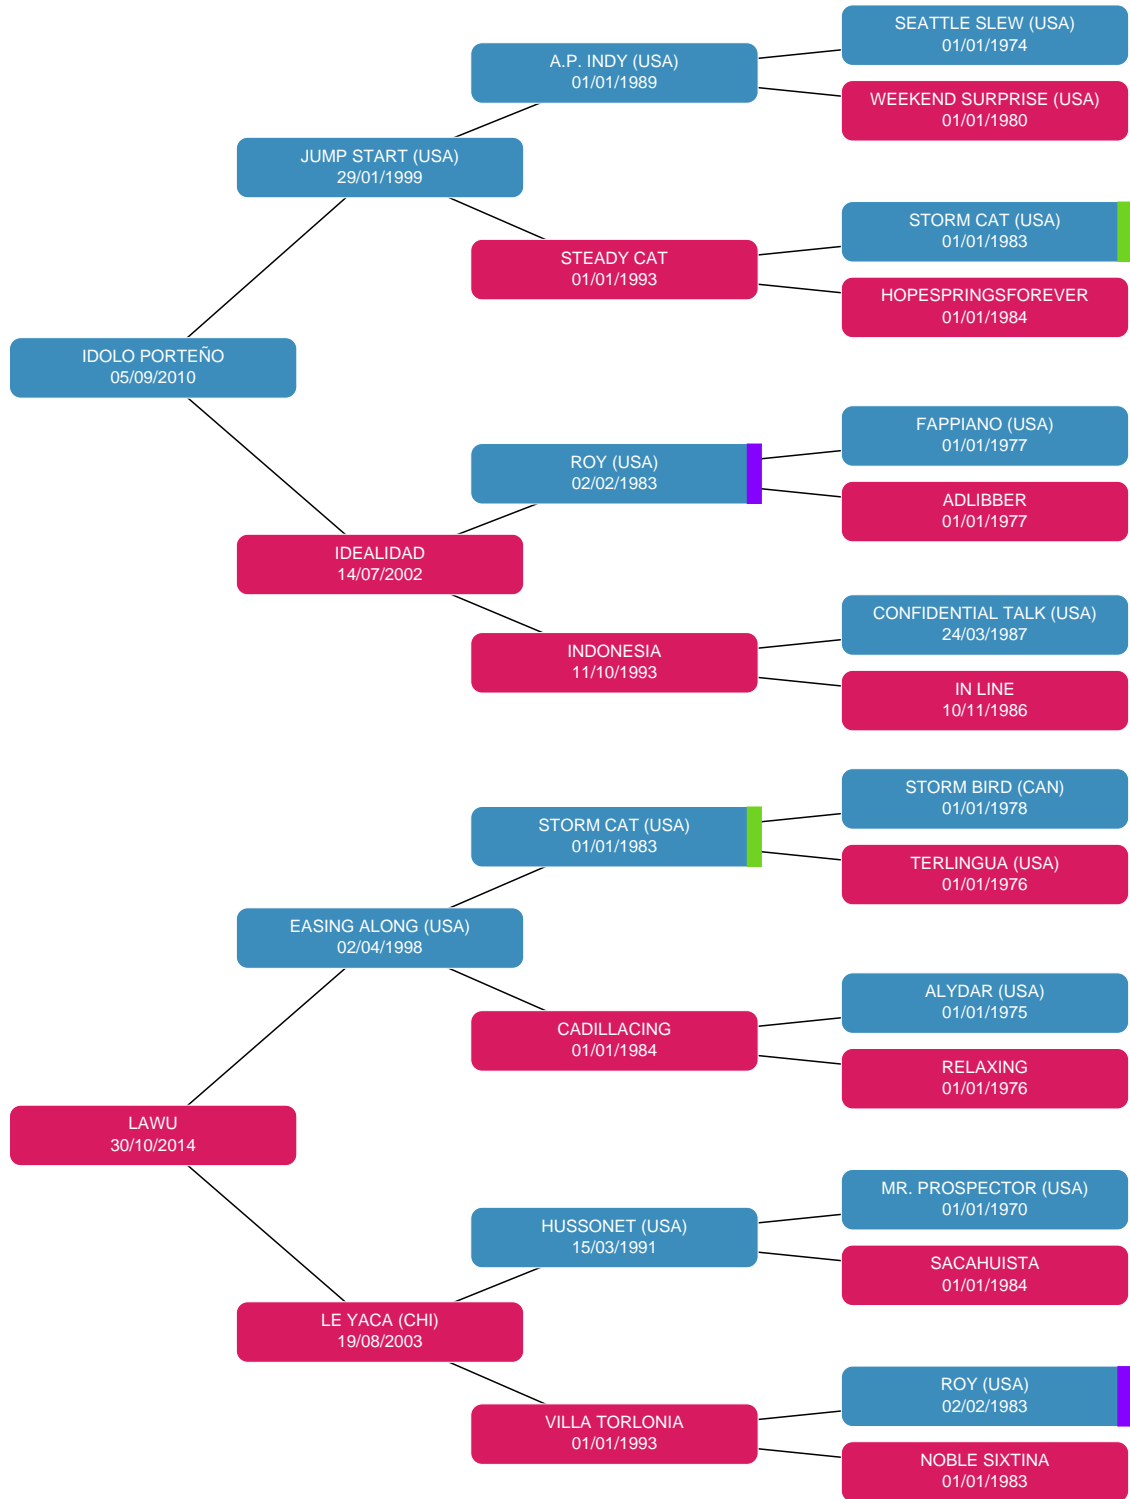 SEATTLE SLEW (USA)
01/01/1974
A.P. INDY (USA)
01/01/1989
WEEKEND SURPRISE (USA)
01/01/1980
JUMP START (USA)
29/01/1999
STORM CAT (USA)
01/01/1983
STEADY CAT
01/01/1993
HOPESPRINGSFOREVER
01/01/1984
IDOLO PORTEÑO
05/09/2010
FAPPIANO (USA)
01/01/1977
ROY (USA)
02/02/1983
ADLIBBER
01/01/1977
IDEALIDAD
14/07/2002
CONFIDENTIAL TALK (USA)
24/03/1987
INDONESIA
11/10/1993
IN LINE
10/11/1986
STORM BIRD (CAN)
01/01/1978
STORM CAT (USA)
01/01/1983
TERLINGUA (USA)
01/01/1976
EASING ALONG (USA)
02/04/1998
ALYDAR (USA)
01/01/1975
CADILLACING
01/01/1984
RELAXING
01/01/1976
LAWU
30/10/2014
MR. PROSPECTOR (USA)
01/01/1970
HUSSONET (USA)
15/03/1991
SACAHUISTA
01/01/1984
LE YACA (CHI)
19/08/2003
ROY (USA)
02/02/1983
VILLA TORLONIA
01/01/1993
NOBLE SIXTINA
01/01/1983